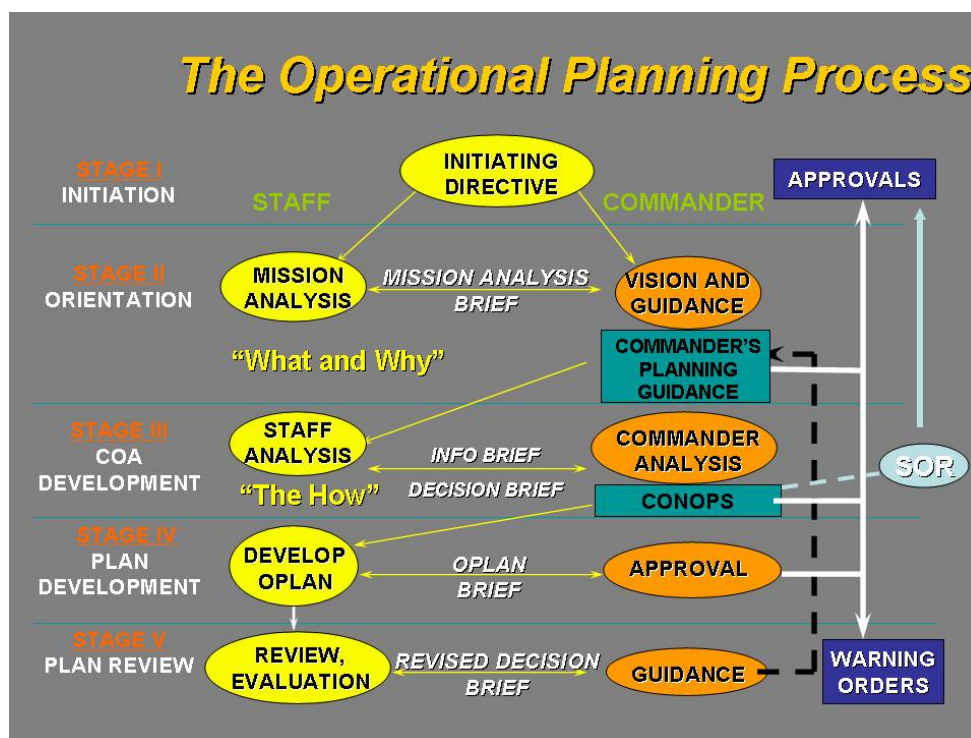 The Operational Planning Process
STAGE I
INITIATION
STAFF
INITIATING
DIRECTIVE
COMMANDER
APPROVALS
STAGE II
ORIENTATION
MISSION
ANALYSIS
MISSION ANALYSIS
BRIEF
VISION AND
GUIDANCE
“What and Why”
COMMANDER’S
PLANNING
GUIDANCE
STAGE III
COA
DEVELOPMENT
STAFF
ANALYSIS
“The How”
INFO BRIEF
DECISION BRIEF
COMMANDER
ANALYSIS
CONOPS
SOR
STAGE IV
PLAN
DEVELOPMENT
DEVELOP
OPLAN
OPLAN
BRIEF
APPROVAL
STAGE V
PLAN REVIEW
REVIEW,
EVALUATION
REVISED DECISION
BRIEF
GUIDANCE
WARNING
ORDERS